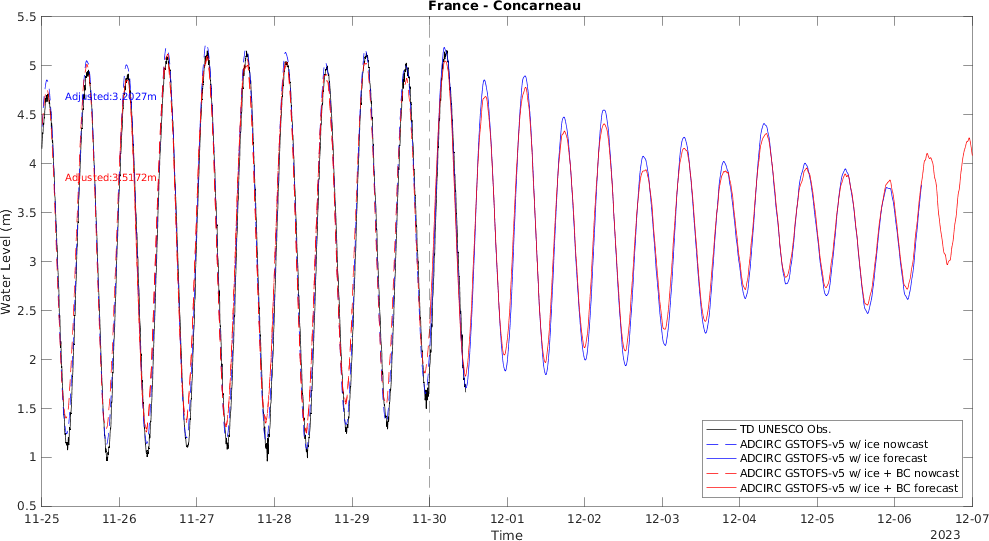 France - Concarneau
5.5
5
4.5
4
3.5
3
2.5
2
1.5
1
0.5
Water Level (m)
Adjusted:3.2027m
Adjusted:3.5172m
TD UNESCO Obs.
ADCIRC GSTOFS-v5 w/ ice nowcast
ADCIRC GSTOFS-v5 w/ ice forecast
ADCIRC GSTOFS-v5 w/ ice + BC nowcast
ADCIRC GSTOFS-v5 w/ ice + BC forecast
11-25 11-26 11-27 11-28 11-29 11-30 12-01 12-02 12-03 12-04 12-05 12-06 12-07
Time
2023